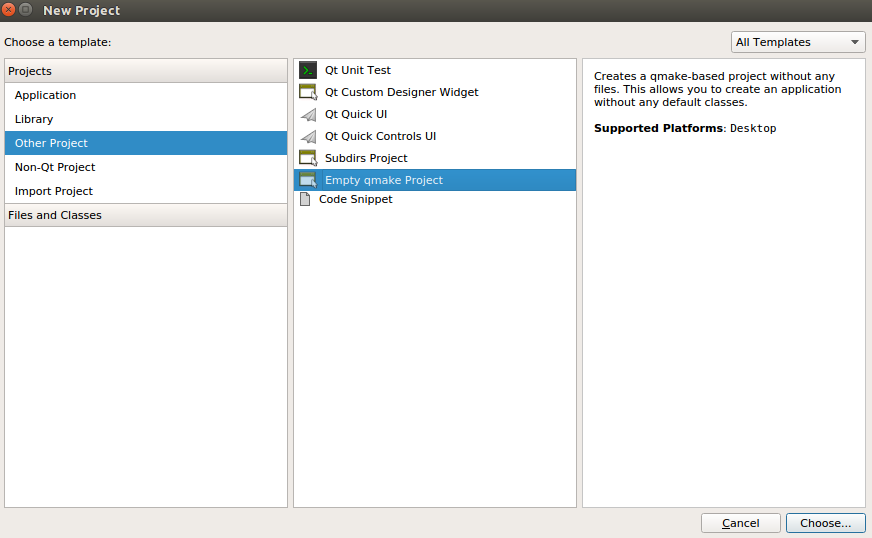 New Project
Choose a template:
All Templates
Projects
Application
Library
Other Project
Non-Qt Project
Import Project
Files and Classes
Qt Unit Test
Qt Custom Designer Widget
Qt Quick UI
Qt Quick Controls UI
Subdirs Project
Empty qmake Project
Code Snippet
Creates a qmake-based project without any
files. This allows you to create an application
without any default classes.
Supported Platforms: Desktop
Cancel
Choose...